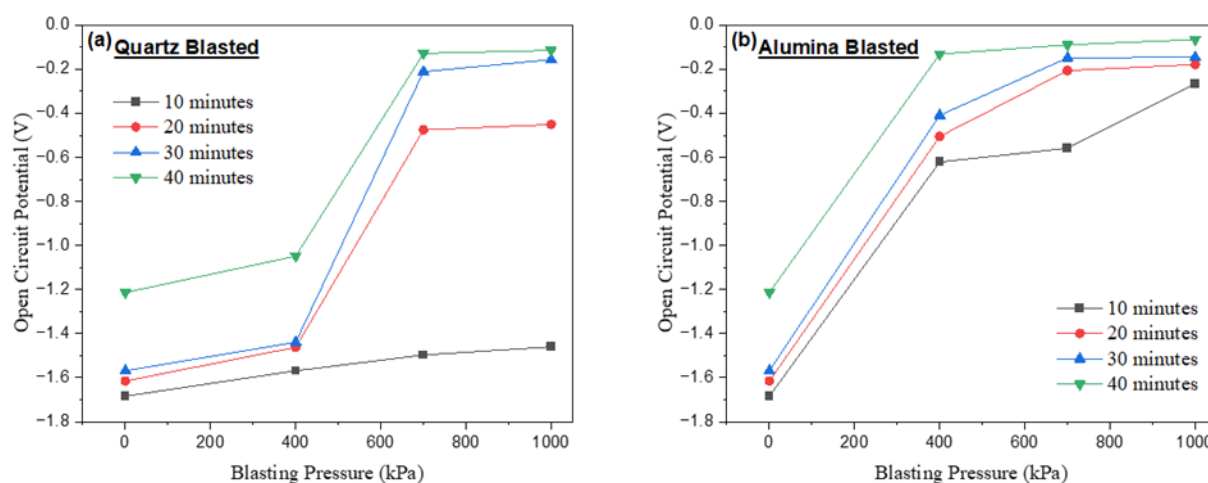 (a) Quartz Blasted
10 minutes
20 minutes
30 minutes
40 minutes
0.0
−0.2
−0.4
−0.6
−0.8
−1.0
−1.2
−1.4
−1.6
−1.8
Open Circuit Potential (V)
0 200 400 600 800 1000
Blasting Pressure (kPa)
(b) Alumina Blasted
10 minutes
20 minutes
30 minutes
40 minutes
0.0
−0.2
−0.4
−0.6
−0.8
−1.0
−1.2
−1.4
−1.6
−1.8
Open Circuit Potential (V)
0 200 400 600 800 1000
Blasting Pressure (kPa)